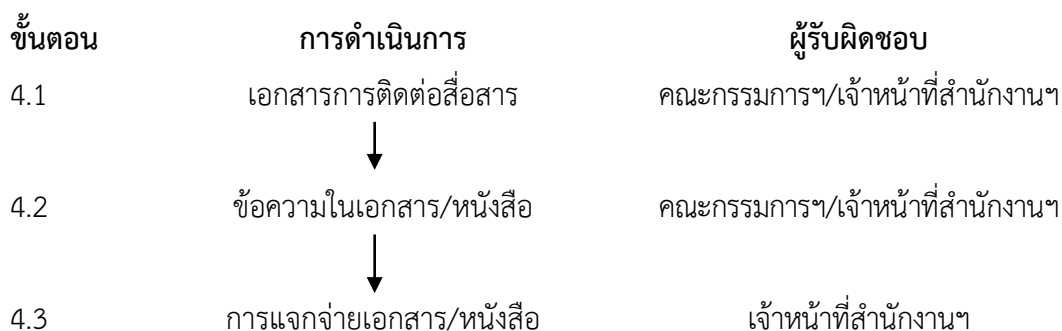 ขั้นตอน การดำเนินการ ผู้รับผิดชอบ
4.1 เอกสารการติดต่อสื่อสาร คณะกรรมการฯ/เจ้าหน้าที่สำนักงานฯ
4.2 ข้อความในเอกสาร/หนังสือ คณะกรรมการฯ/เจ้าหน้าที่สำนักงานฯ
4.3 การแจกจ่ายเอกสาร/หนังสือ เจ้าหน้าที่สำนักงานฯ